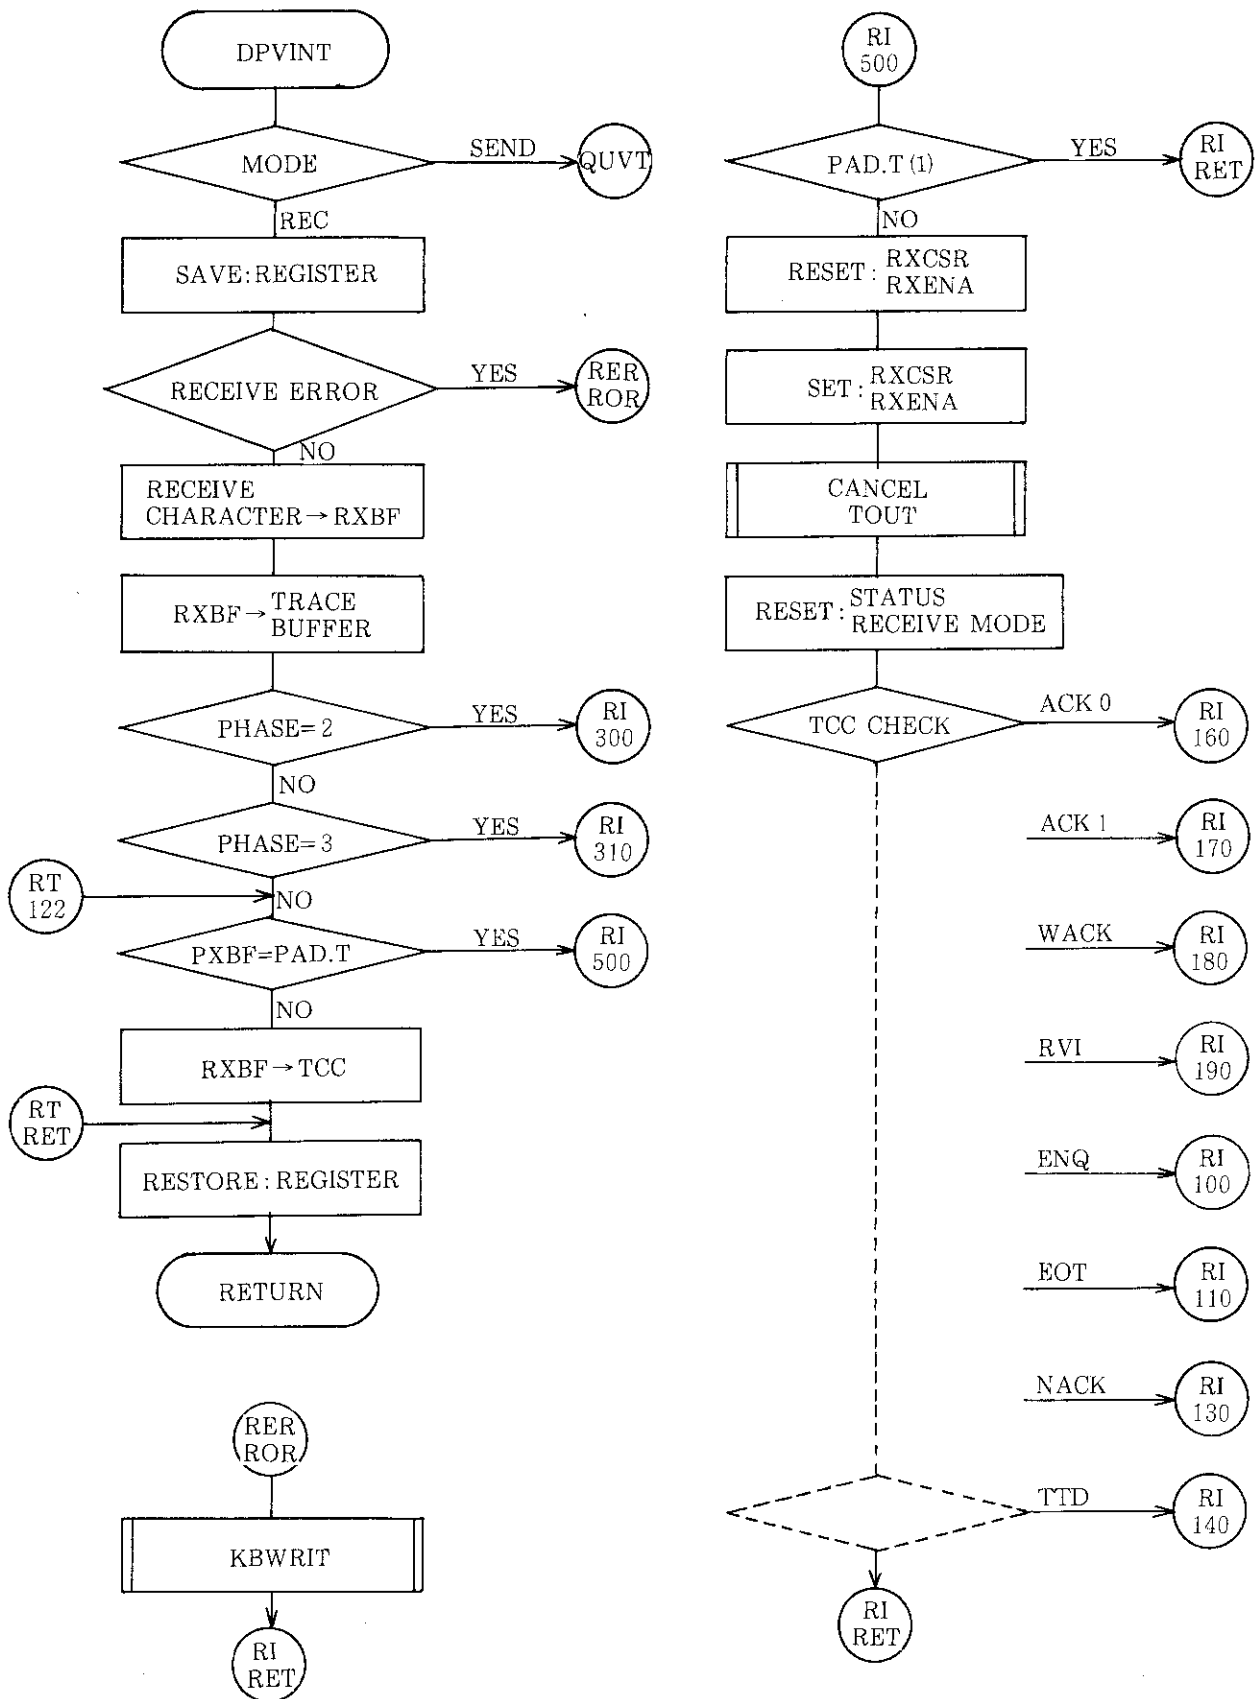 DPVINT
MODE
SEND
QUVT
REC
SAVE:REGISTER
RECEIVE ERROR
YES
RER
ROR
NO
RECEIVE
CHARACTER→RXBF
RXBF→TRACE
BUFFER
PHASE=2
YES
RI
300
NO
PHASE=3
YES
RI
310
RT
122
NO
PXBF=PAD.T
YES
RI
500
NO
RXBF→TCC
RT
RET
RESTORE:REGISTER
RETURN
RER
ROR
KBWRIT
RI
RET
RI
500
PAD.T(1)
YES
RI
RET
NO
RESET:RXCSR
RXENA
SET:RXCSR
RXENA
CANCEL
TOUT
RESET:STATUS
RECEIVE MODE
TCC CHECK
ACK 0
RI
160
ACK 1
RI
170
WACK
RI
180
RVI
RI
190
ENQ
RI
100
EOT
RI
110
NACK
RI
130
TTD
RI
140
RI
RET